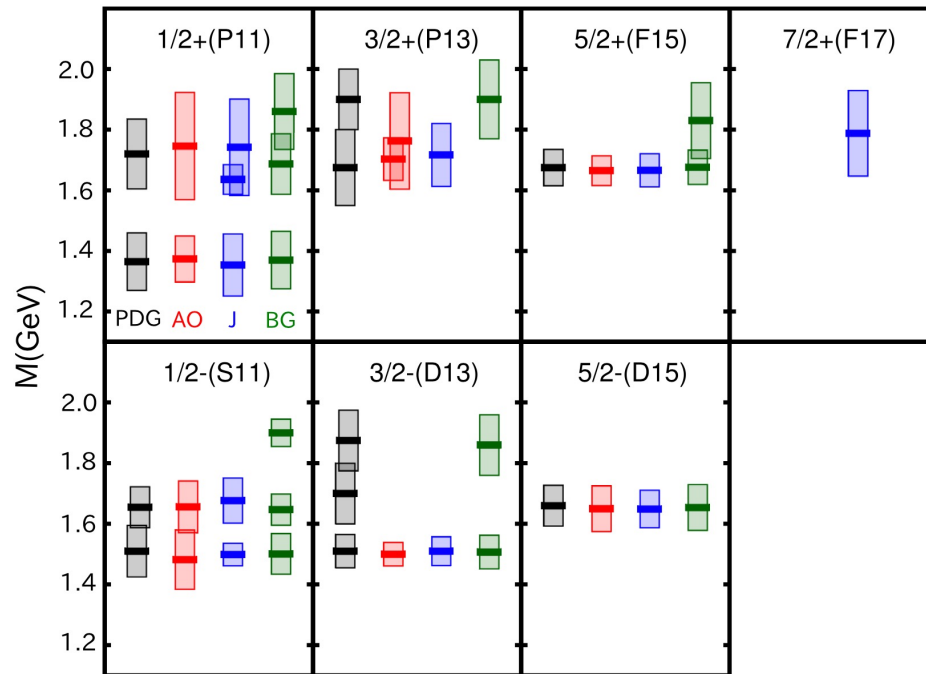 1/2+(P11) 3/2+(P13) 5/2+(F15) 7/2+(F17)
2.0
1.8
1.6
1.4
1.2
PDG AO J BG
M(GeV)
1/2-(S11) 3/2-(D13) 5/2-(D15)
2.0
1.8
1.6
1.4
1.2